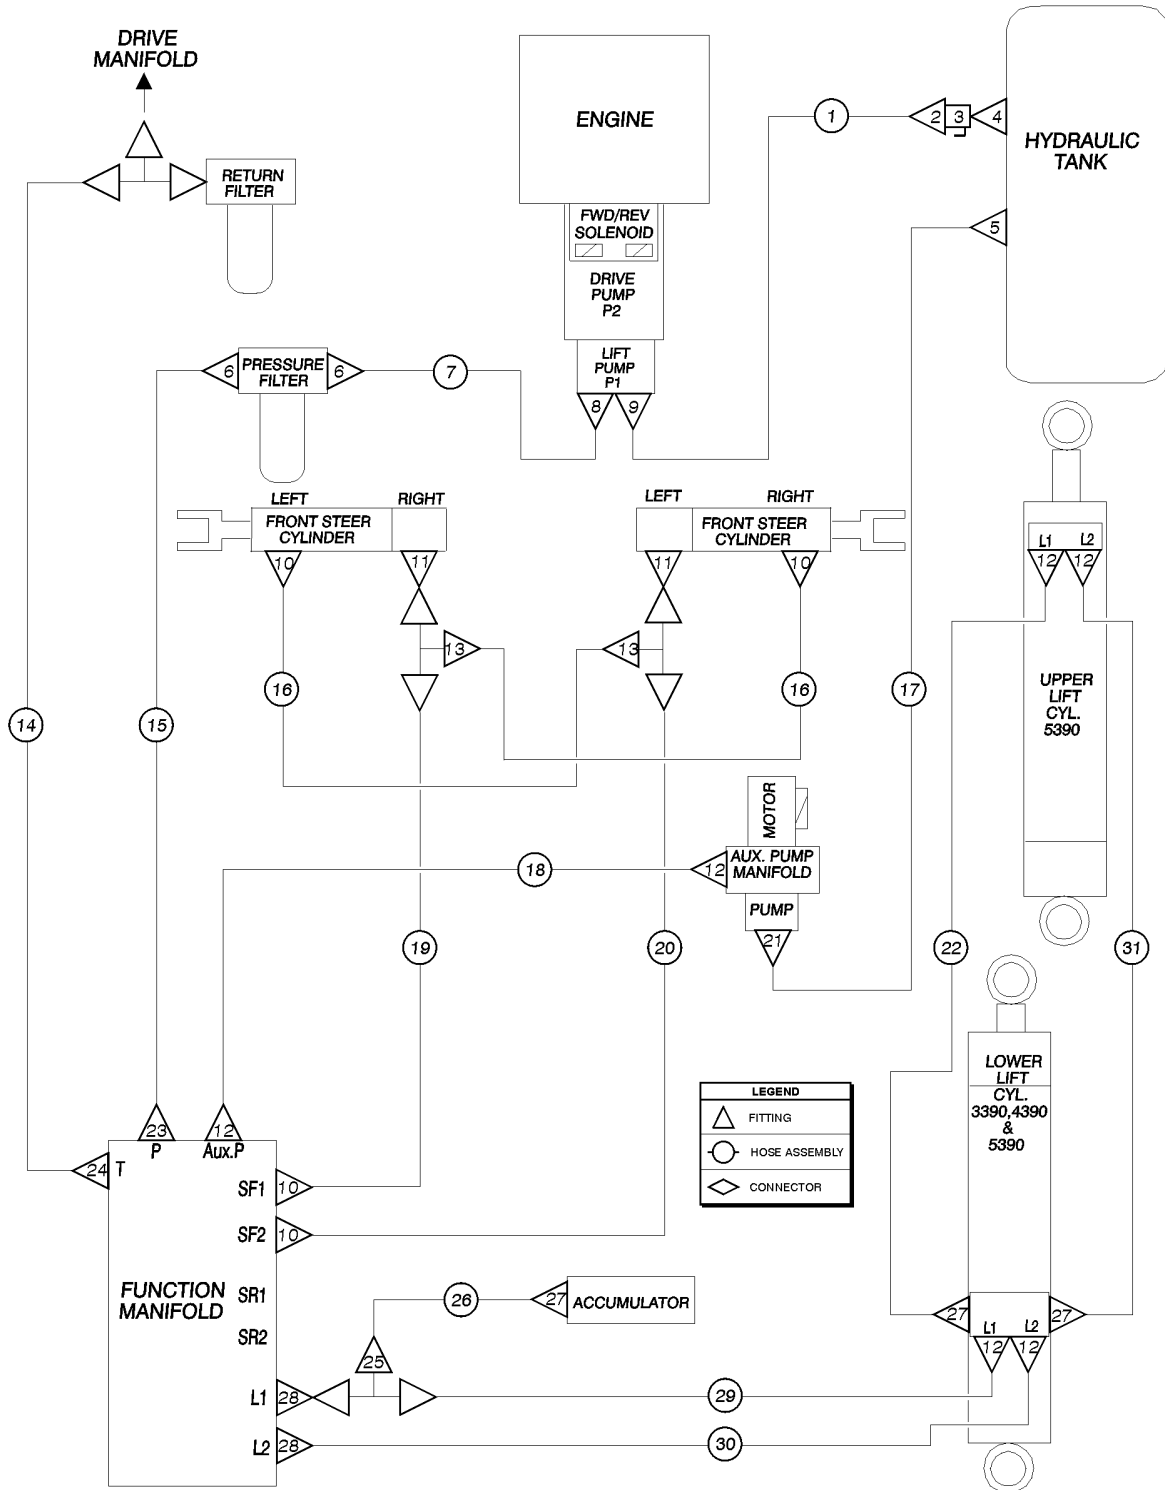 DRIVE
MANIFOLD
RETURN
FILTER
ENGINE
FWD/REV
SOLENOID
DRIVE
PUMP
P2
LIFT
PUMP
P1
1
2
3
4
HYDRAULIC
TANK
5
6
PRESSURE
FILTER
6
7
8
9
LEFT
RIGHT
FRONT STEER
CYLINDER
10
11
LEFT
RIGHT
FRONT STEER
CYLINDER
11
10
L1
L2
12
12
13
13
16
16
17
UPPER
LIFT
CYL.
5390
14
15
MOTOR
AUX. PUMP
MANIFOLD
12
PUMP
21
18
19
20
22
31
LOWER
LIFT
CYL.
3390,4390
&
5390
LEGEND
FITTING
HOSE ASSEMBLY
CONNECTOR
23
12
P
Aux.P
24
T
SF1
10
SF2
10
FUNCTION
MANIFOLD
SR1
SR2
L1
28
L2
28
25
26
27
ACCUMULATOR
27
27
L1
L2
12
12
29
30